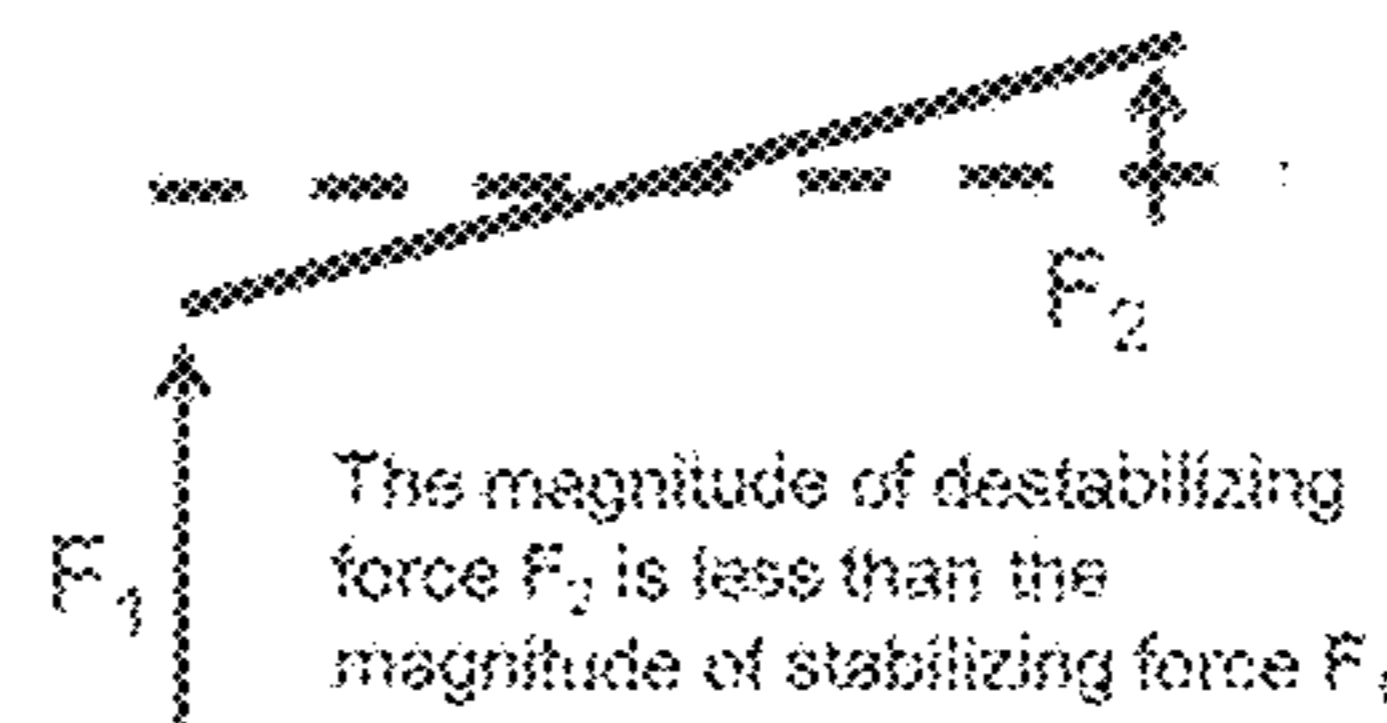 F2
F1
The magnitude of destabilizing
force F2 is less than the
magnitude of stabilizing force F1